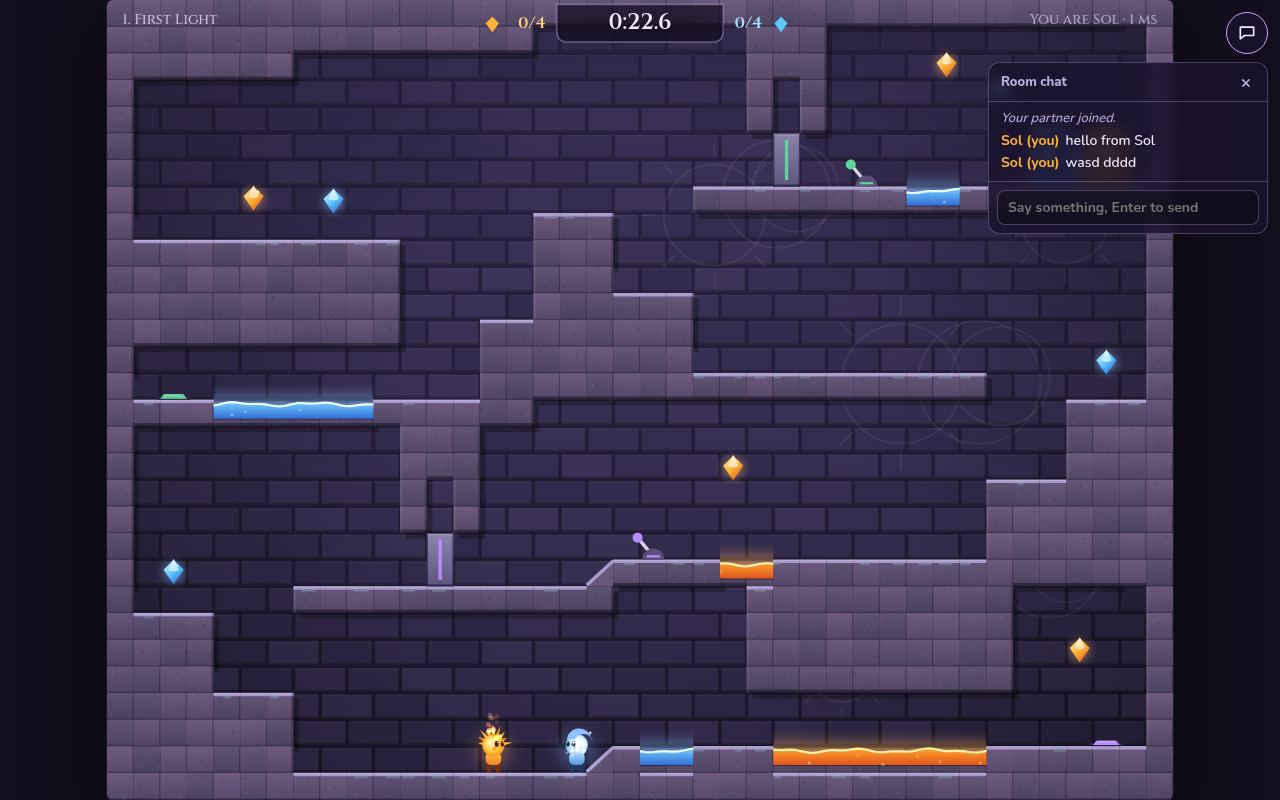 1. First Light
0/4
0:22.6
0/4
You are Sol · 1 ms
Room chat
Your partner joined.
Sol (you) hello from Sol
Sol (you) wasd dddd
Say something, Enter to send